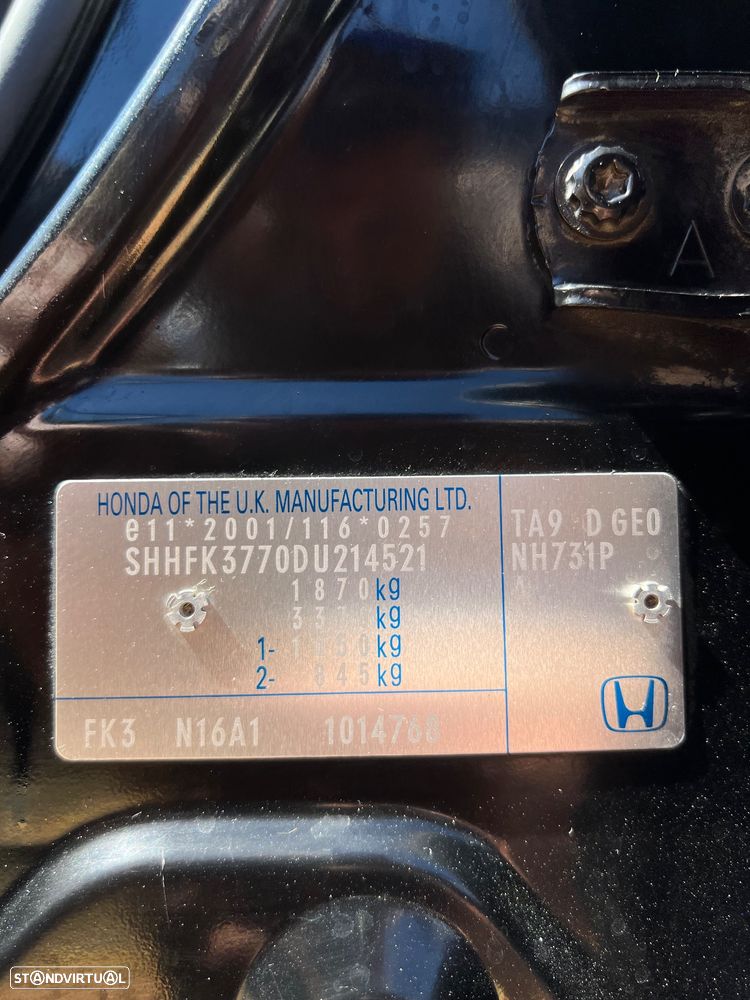 A
HONDA OF THE U.K. MANUFACTURING LTD.
e11*2001/116*0257
SHHFK3770DU214521
1870kg
kg
1- kg
2- 845kg
FK3 N16A1 1014768
TA9 D GE0
NH731P
STANDVIRTUAL